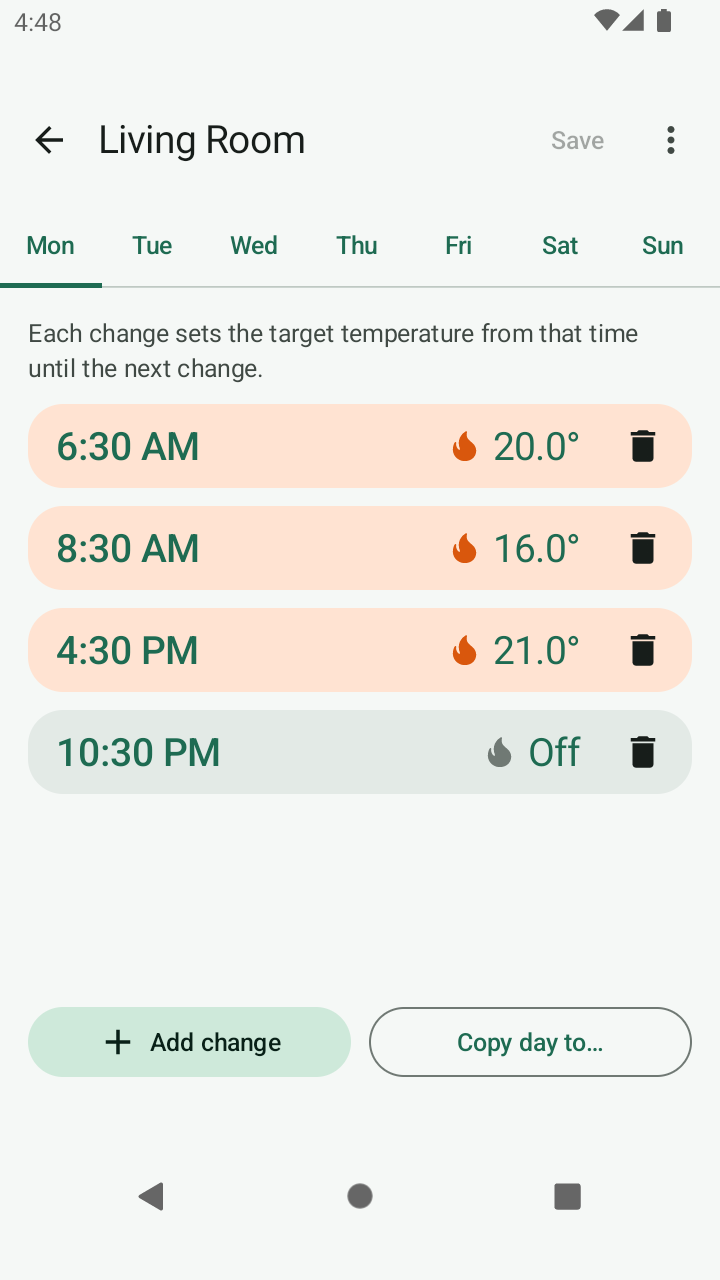 4:48
Living Room
Save
Mon Tue Wed Thu Fri Sat Sun
Each change sets the target temperature from that time
until the next change.
6:30 AM 20.0°
8:30 AM 16.0°
4:30 PM 21.0°
10:30 PM Off
Add change
Copy day to…